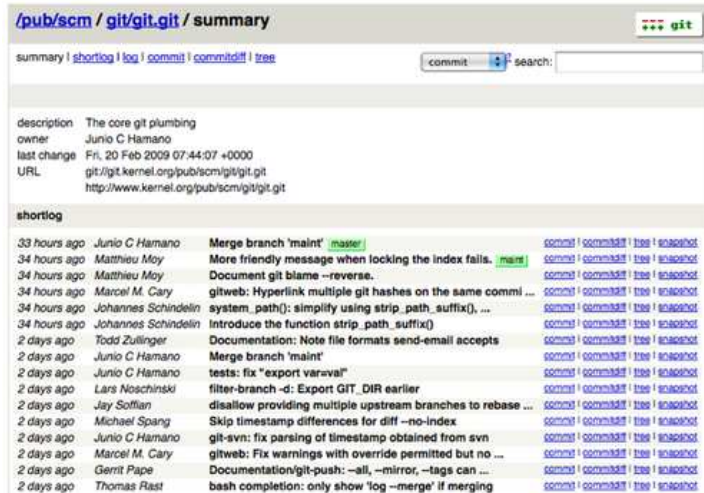 /pub/scm / git/git.git / summary
git
summary | shortlog | log | commit | commitdiff | tree
commit ? search:
description The core git plumbing
owner Junio C Hamano
last change Fri, 20 Feb 2009 07:44:07 +0000
URL git://git.kernel.org/pub/scm/git/git.git
http://www.kernel.org/pub/scm/git/git.git
shortlog
33 hours ago Junio C Hamano Merge branch 'maint' master commit | commitdiff | tree | snapshot
34 hours ago Matthieu Moy More friendly message when locking the index fails. maint commit | commitdiff | tree | snapshot
34 hours ago Matthieu Moy Document git blame --reverse. commit | commitdiff | tree | snapshot
34 hours ago Marcel M. Cary gitweb: Hyperlink multiple git hashes on the same commi ... commit | commitdiff | tree | snapshot
34 hours ago Johannes Schindelin system_path(): simplify using strip_path_suffix(), ... commit | commitdiff | tree | snapshot
34 hours ago Johannes Schindelin Introduce the function strip_path_suffix() commit | commitdiff | tree | snapshot
2 days ago Todd Zullinger Documentation: Note file formats send-email accepts commit | commitdiff | tree | snapshot
2 days ago Junio C Hamano Merge branch 'maint' commit | commitdiff | tree | snapshot
2 days ago Junio C Hamano tests: fix "export var=val" commit | commitdiff | tree | snapshot
2 days ago Lars Noschinski filter-branch -d: Export GIT_DIR earlier commit | commitdiff | tree | snapshot
2 days ago Jay Soffian disallow providing multiple upstream branches to rebase ... commit | commitdiff | tree | snapshot
2 days ago Michael Spang Skip timestamp differences for diff --no-index commit | commitdiff | tree | snapshot
2 days ago Junio C Hamano git-svn: fix parsing of timestamp obtained from svn commit | commitdiff | tree | snapshot
2 days ago Marcel M. Cary gitweb: Fix warnings with override permitted but no ... commit | commitdiff | tree | snapshot
2 days ago Gerrit Pape Documentation/git-push: --all, --mirror, --tags can ... commit | commitdiff | tree | snapshot
2 days ago Thomas Rast bash completion: only show 'log --merge' if merging commit | commitdiff | tree | snapshot